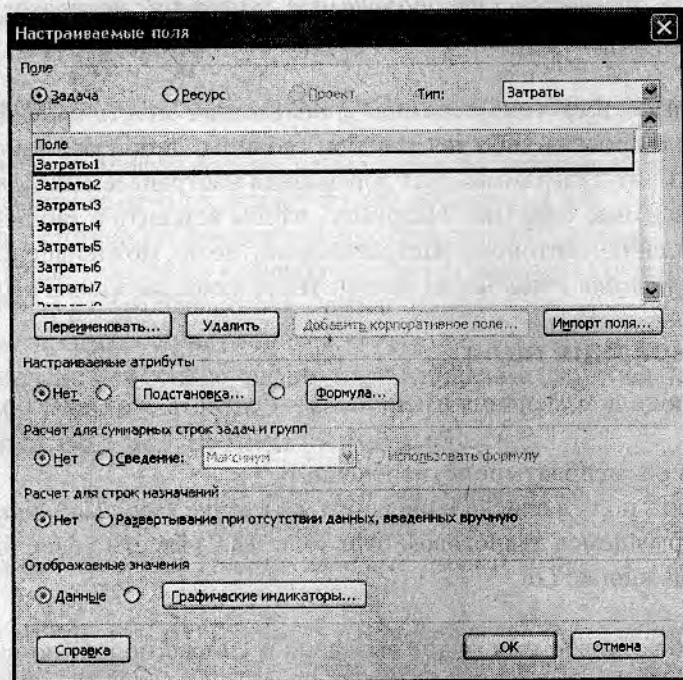 Настраиваемые поля
Поле
Задача Ресурс Проект Тип: Затраты
Поле
Затраты1
Затраты2
Затраты3
Затраты4
Затраты5
Затраты6
Затраты7
Переименовать... Удалить Добавить корпоративное поле... Импорт поля...
Настраиваемые атрибуты
Нет Подстановка... Формула...
Расчет для суммарных строк задач и групп
Нет Сведение: Максимум Использовать формулу
Расчет для строк назначений
Нет Развертывание при отсутствии данных, введенных вручную
Отображаемые значения
Данные Графические индикаторы...
Справка ОК Отмена